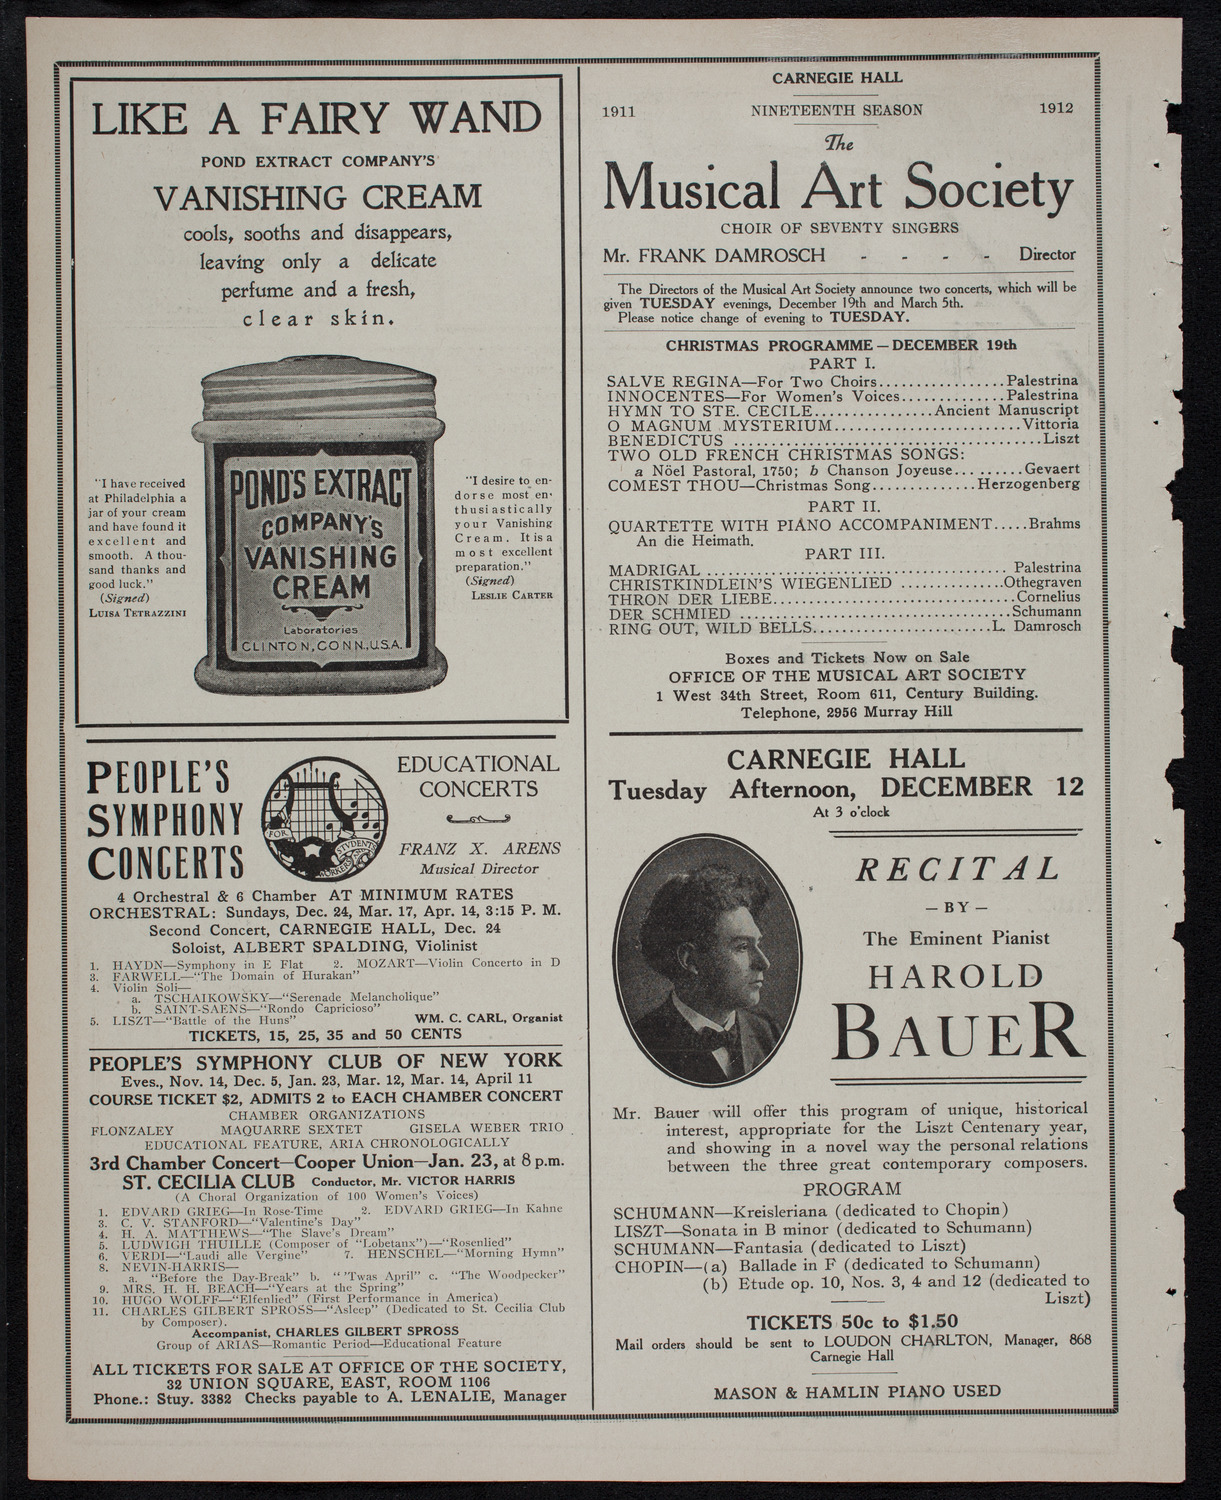 LIKE A FAIRY WAND
POND EXTRACT COMPANY'S
VANISHING CREAM
cools, sooths and disappears,
leaving only a delicate
perfume and a fresh,
clear skin.
"I have received
at Philadelphia a
jar of your cream
and have found it
excellent and
smooth. A thou-
sand thanks and
good luck."
(Signed)
LUISA TETRAZZINI
POND'S EXTRACT
COMPANY'S
VANISHING
CREAM
Laboratories
CLINTON, CONN., U.S.A.
"I desire to en-
dorse most en-
thusiastically
your Vanishing
Cream. It is a
most excellent
preparation."
(Signed)
LESLIE CARTER
PEOPLE'S
SYMPHONY
CONCERTS
FOR
STVDENTS
WORKERS
EDUCATIONAL
CONCERTS
FRANZ X. ARENS
Musical Director
4 Orchestral & 6 Chamber AT MINIMUM RATES
ORCHESTRAL: Sundays, Dec. 24, Mar. 17, Apr. 14, 3:15 P. M.
Second Concert, CARNEGIE HALL, Dec. 24
Soloist, ALBERT SPALDING, Violinist
1. HAYDN—Symphony in E Flat 2. MOZART—Violin Concerto in D
3. FARWELL—"The Domain of Hurakan"
4. Violin Soli—
a. TSCHAIKOWSKY—"Serenade Melancholique"
b. SAINT-SAENS—"Rondo Capricioso"
5. LISZT—"Battle of the Huns" WM. C. CARL, Organist
TICKETS, 15, 25, 35 and 50 CENTS
PEOPLE'S SYMPHONY CLUB OF NEW YORK
Eves., Nov. 14, Dec. 5, Jan. 23, Mar. 12, Mar. 14, April 11
COURSE TICKET $2, ADMITS 2 to EACH CHAMBER CONCERT
CHAMBER ORGANIZATIONS
FLONZALEY MAQUARRE SEXTET GISELA WEBER TRIO
EDUCATIONAL FEATURE, ARIA CHRONOLOGICALLY
3rd Chamber Concert—Cooper Union—Jan. 23, at 8 p.m.
ST. CECILIA CLUB Conductor, Mr. VICTOR HARRIS
(A Choral Organization of 100 Women's Voices)
1. EDVARD GRIEG—In Rose-Time 2. EDVARD GRIEG—In Kahne
3. C. V. STANFORD—"Valentine's Day"
4. H. A. MATTHEWS—"The Slave's Dream"
5. LUDWIGH THUILLE (Composer of "Lobetanx")—"Rosenlied"
6. VERDI—"Laudi alle Vergine" 7. HENSCHEL—"Morning Hymn"
8. NEVIN-HARRIS—
a. "Before the Day-Break" b. "'Twas April" c. "The Woodpecker"
9. MRS. H. H. BEACH—"Years at the Spring"
10. HUGO WOLFF—"Elfenlied" (First Performance in America)
11. CHARLES GILBERT SPROSS—"Asleep" (Dedicated to St. Cecilia Club
by Composer).
Accompanist, CHARLES GILBERT SPROSS
Group of ARIAS—Romantic Period—Educational Feature
ALL TICKETS FOR SALE AT OFFICE OF THE SOCIETY,
32 UNION SQUARE, EAST, ROOM 1106
Phone.: Stuy. 3382 Checks payable to A. LENALIE, Manager
CARNEGIE HALL
1911 NINETEENTH SEASON 1912
The
Musical Art Society
CHOIR OF SEVENTY SINGERS
Mr. FRANK DAMROSCH - - - - Director
The Directors of the Musical Art Society announce two concerts, which will be
given TUESDAY evenings, December 19th and March 5th.
Please notice change of evening to TUESDAY.
CHRISTMAS PROGRAMME—DECEMBER 19th
PART I.
SALVE REGINA—For Two Choirs................Palestrina
INNOCENTES—For Women's Voices.............Palestrina
HYMN TO STE. CECILE...............Ancient Manuscript
O MAGNUM MYSTERIUM........................Vittoria
BENEDICTUS .......................................Liszt
TWO OLD FRENCH CHRISTMAS SONGS:
a Nöel Pastoral, 1750; b Chanson Joyeuse.........Gevaert
COMEST THOU—Christmas Song.............Herzogenberg
PART II.
QUARTETTE WITH PIANO ACCOMPANIMENT.....Brahms
An die Heimath.
PART III.
MADRIGAL ...................................... Palestrina
CHRISTKINDLEIN'S WIEGENLIED .............Othegraven
THRON DER LIEBE...............................Cornelius
DER SCHMIED ...................................Schumann
RING OUT, WILD BELLS.......................L. Damrosch
Boxes and Tickets Now on Sale
OFFICE OF THE MUSICAL ART SOCIETY
1 West 34th Street, Room 611, Century Building.
Telephone, 2956 Murray Hill
CARNEGIE HALL
Tuesday Afternoon, DECEMBER 12
At 3 o'clock
RECITAL
—BY—
The Eminent Pianist
HAROLD
BAUER
Mr. Bauer will offer this program of unique, historical
interest, appropriate for the Liszt Centenary year,
and showing in a novel way the personal relations
between the three great contemporary composers.
PROGRAM
SCHUMANN—Kreisleriana (dedicated to Chopin)
LISZT—Sonata in B minor (dedicated to Schumann)
SCHUMANN—Fantasia (dedicated to Liszt)
CHOPIN—(a) Ballade in F (dedicated to Schumann)
(b) Etude op. 10, Nos. 3, 4 and 12 (dedicated to
Liszt)
TICKETS 50c to $1.50
Mail orders should be sent to LOUDON CHARLTON, Manager, 868
Carnegie Hall
MASON & HAMLIN PIANO USED